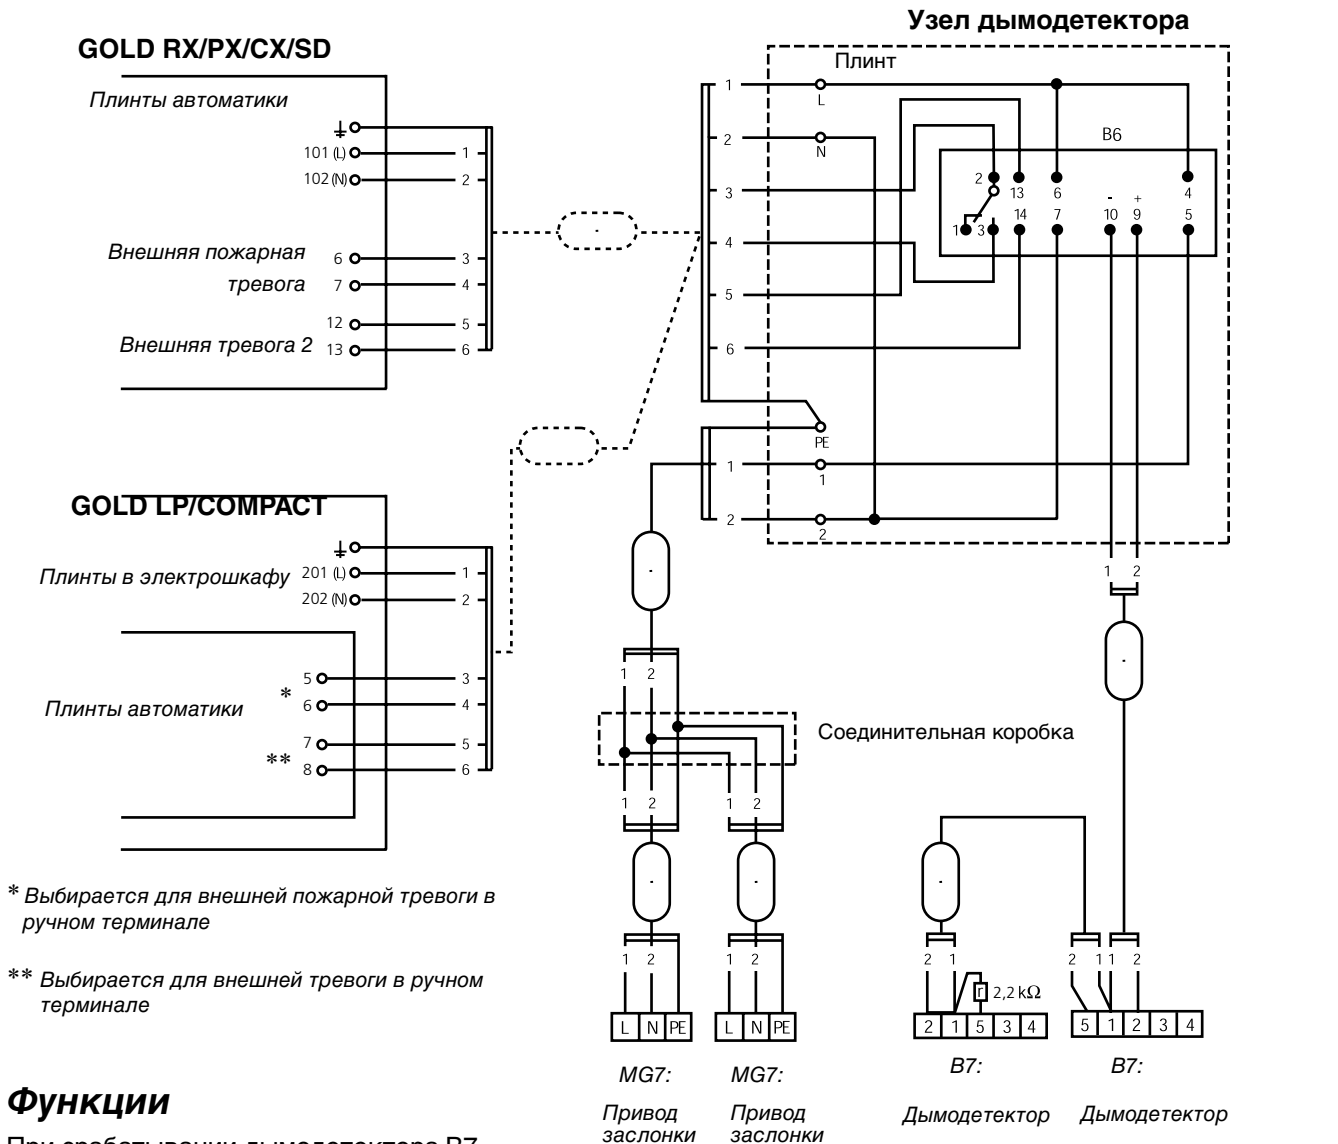 Узел дымодетектора
GOLD RX/PX/CX/SD
Плинты автоматики
101 (L)
102 (N)
1
2
Внешняя пожарная
тревога
6
7
3
4
Внешняя тревога 2
12
13
5
6
1
2
3
4
5
6
Плинт
L
N
B6
2
13
6
4
1
3
14
7
-
10
+
9
5
PE
1
1
2
2
GOLD LP/COMPACT
Плинты в электрошкафу
201 (L)
202 (N)
1
2
Плинты автоматики
*
5
6
3
4
**
7
8
5
6
1 2
1 2
Соединительная коробка
1 2
1 2
* Выбирается для внешней пожарной тревоги в
ручном терминале
** Выбирается для внешней тревоги в ручном
терминале
1 2
1 2
2 1
2 1 1 2
r 2,2 kΩ
L N PE
L N PE
2 1 5 3 4
5 1 2 3 4
MG7:
MG7:
B7:
B7:
Привод
заслонки
Привод
заслонки
Дымодетектор
Дымодетектор
Функции
При срабатывании дымодетектора B7